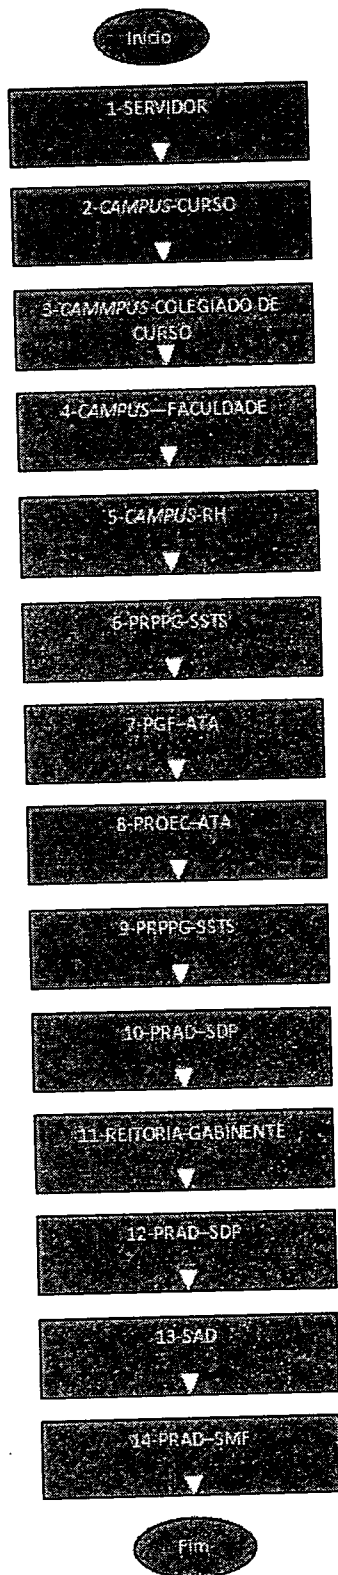 Início
1-SERVIDOR
2-CAMPUS-CURSO
3-CAMMPUS-COLEGIADO DE
CURSO
4-CAMPUS—FACULDADE
5-CAMPUS-RH
6-PRPPG-SSTS
7-PGF-ATA
8-PROEC-ATA
9-PRPPG-SSTS
10-PRAD-SDP
11-REITORIA-GABINENTE
12-PRAD-SDP
13-SAD
14-PRAD-SMF
Fim